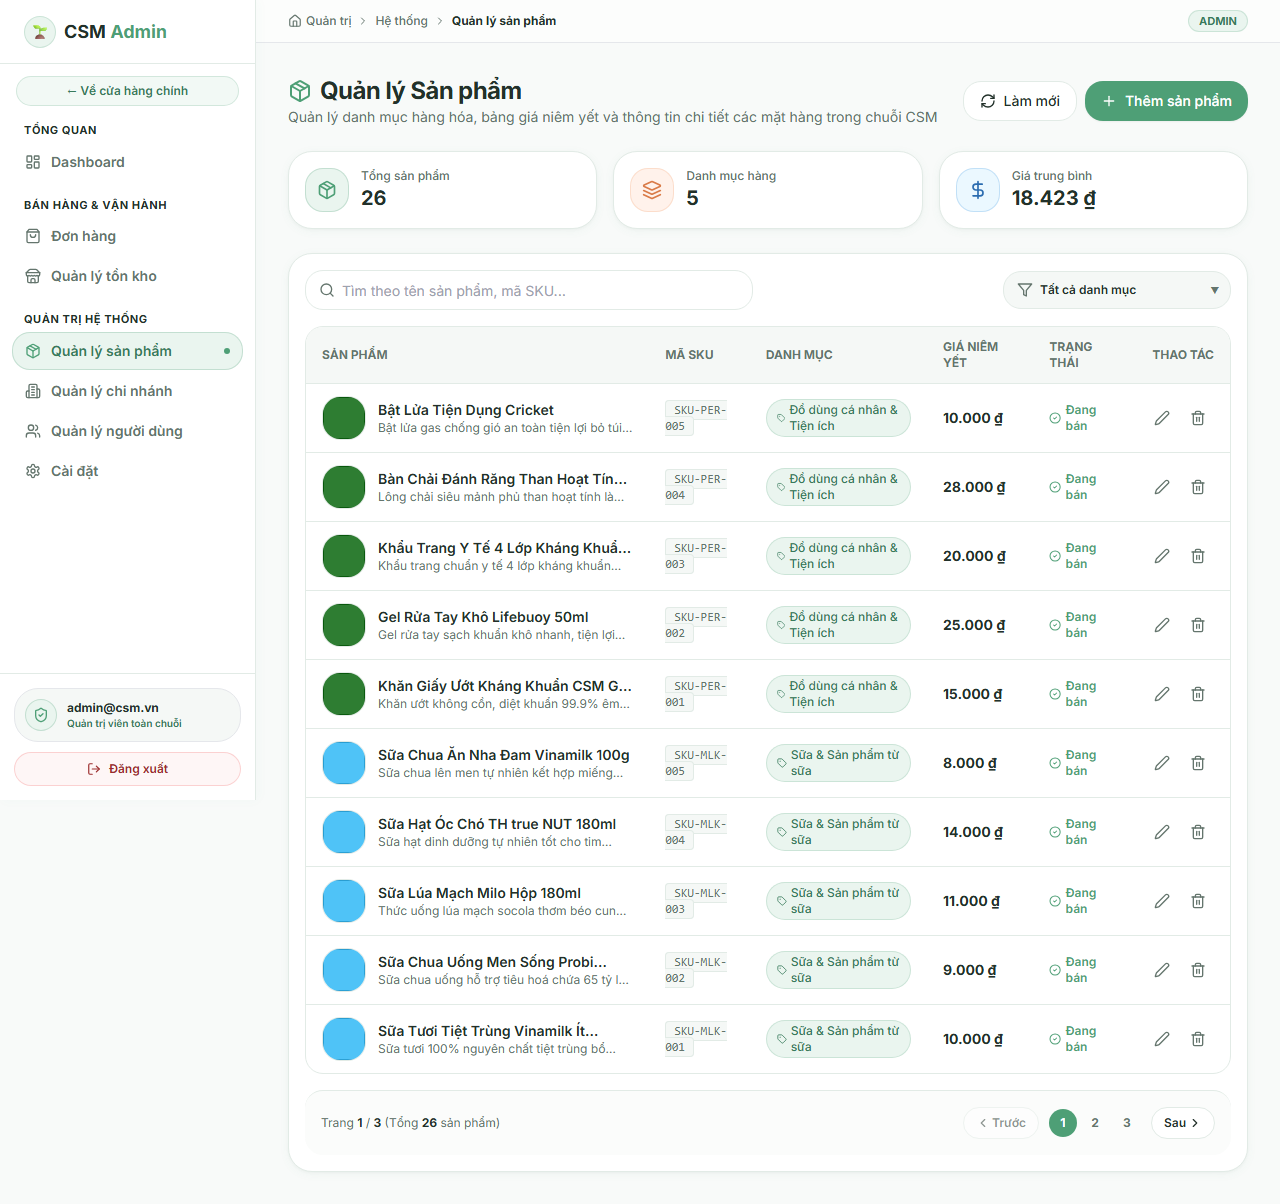 CSM Admin
← Về cửa hàng chính
TỔNG QUAN
Dashboard
BÁN HÀNG & VẬN HÀNH
Đơn hàng
Quản lý tồn kho
QUẢN TRỊ HỆ THỐNG
Quản lý sản phẩm
Quản lý chi nhánh
Quản lý người dùng
Cài đặt
admin@csm.vn
Quản trị viên toàn chuỗi
Đăng xuất
Quản trị > Hệ thống > Quản lý sản phẩm
ADMIN
Quản lý Sản phẩm
Quản lý danh mục hàng hóa, bảng giá niêm yết và thông tin chi tiết các mặt hàng trong chuỗi CSM
Làm mới
Thêm sản phẩm
Tổng sản phẩm
26
Danh mục hàng
5
Giá trung bình
18.423 ₫
Tìm theo tên sản phẩm, mã SKU...
Tất cả danh mục
SẢN PHẨM MÃ SKU DANH MỤC GIÁ NIÊM YẾT TRẠNG THÁI THAO TÁC
Bật Lửa Tiện Dụng Cricket
Bật lửa gas chống gió an toàn tiện lợi bỏ túi...
SKU-PER-005
Đồ dùng cá nhân & Tiện ích
10.000 ₫
Đang bán
Bàn Chải Đánh Răng Than Hoạt Tín...
Lông chải siêu mảnh phủ than hoạt tính là...
SKU-PER-004
Đồ dùng cá nhân & Tiện ích
28.000 ₫
Đang bán
Khẩu Trang Y Tế 4 Lớp Kháng Khuẩ...
Khẩu trang chuẩn y tế 4 lớp kháng khuẩn...
SKU-PER-003
Đồ dùng cá nhân & Tiện ích
20.000 ₫
Đang bán
Gel Rửa Tay Khô Lifebuoy 50ml
Gel rửa tay sạch khuẩn khô nhanh, tiện lợi...
SKU-PER-002
Đồ dùng cá nhân & Tiện ích
25.000 ₫
Đang bán
Khăn Giấy Ướt Kháng Khuẩn CSM G...
Khăn ướt không cồn, diệt khuẩn 99.9% êm...
SKU-PER-001
Đồ dùng cá nhân & Tiện ích
15.000 ₫
Đang bán
Sữa Chua Ăn Nha Đam Vinamilk 100g
Sữa chua lên men tự nhiên kết hợp miếng...
SKU-MLK-005
Sữa & Sản phẩm từ sữa
8.000 ₫
Đang bán
Sữa Hạt Óc Chó TH true NUT 180ml
Sữa hạt dinh dưỡng tự nhiên tốt cho tim...
SKU-MLK-004
Sữa & Sản phẩm từ sữa
14.000 ₫
Đang bán
Sữa Lúa Mạch Milo Hộp 180ml
Thức uống lúa mạch socola thơm béo cun...
SKU-MLK-003
Sữa & Sản phẩm từ sữa
11.000 ₫
Đang bán
Sữa Chua Uống Men Sống Probi...
Sữa chua uống hỗ trợ tiêu hoá chứa 65 tỷ l...
SKU-MLK-002
Sữa & Sản phẩm từ sữa
9.000 ₫
Đang bán
Sữa Tươi Tiệt Trùng Vinamilk Ít...
Sữa tươi 100% nguyên chất tiệt trùng bổ...
SKU-MLK-001
Sữa & Sản phẩm từ sữa
10.000 ₫
Đang bán
Trang 1 / 3 (Tổng 26 sản phẩm)
Trước 1 2 3 Sau